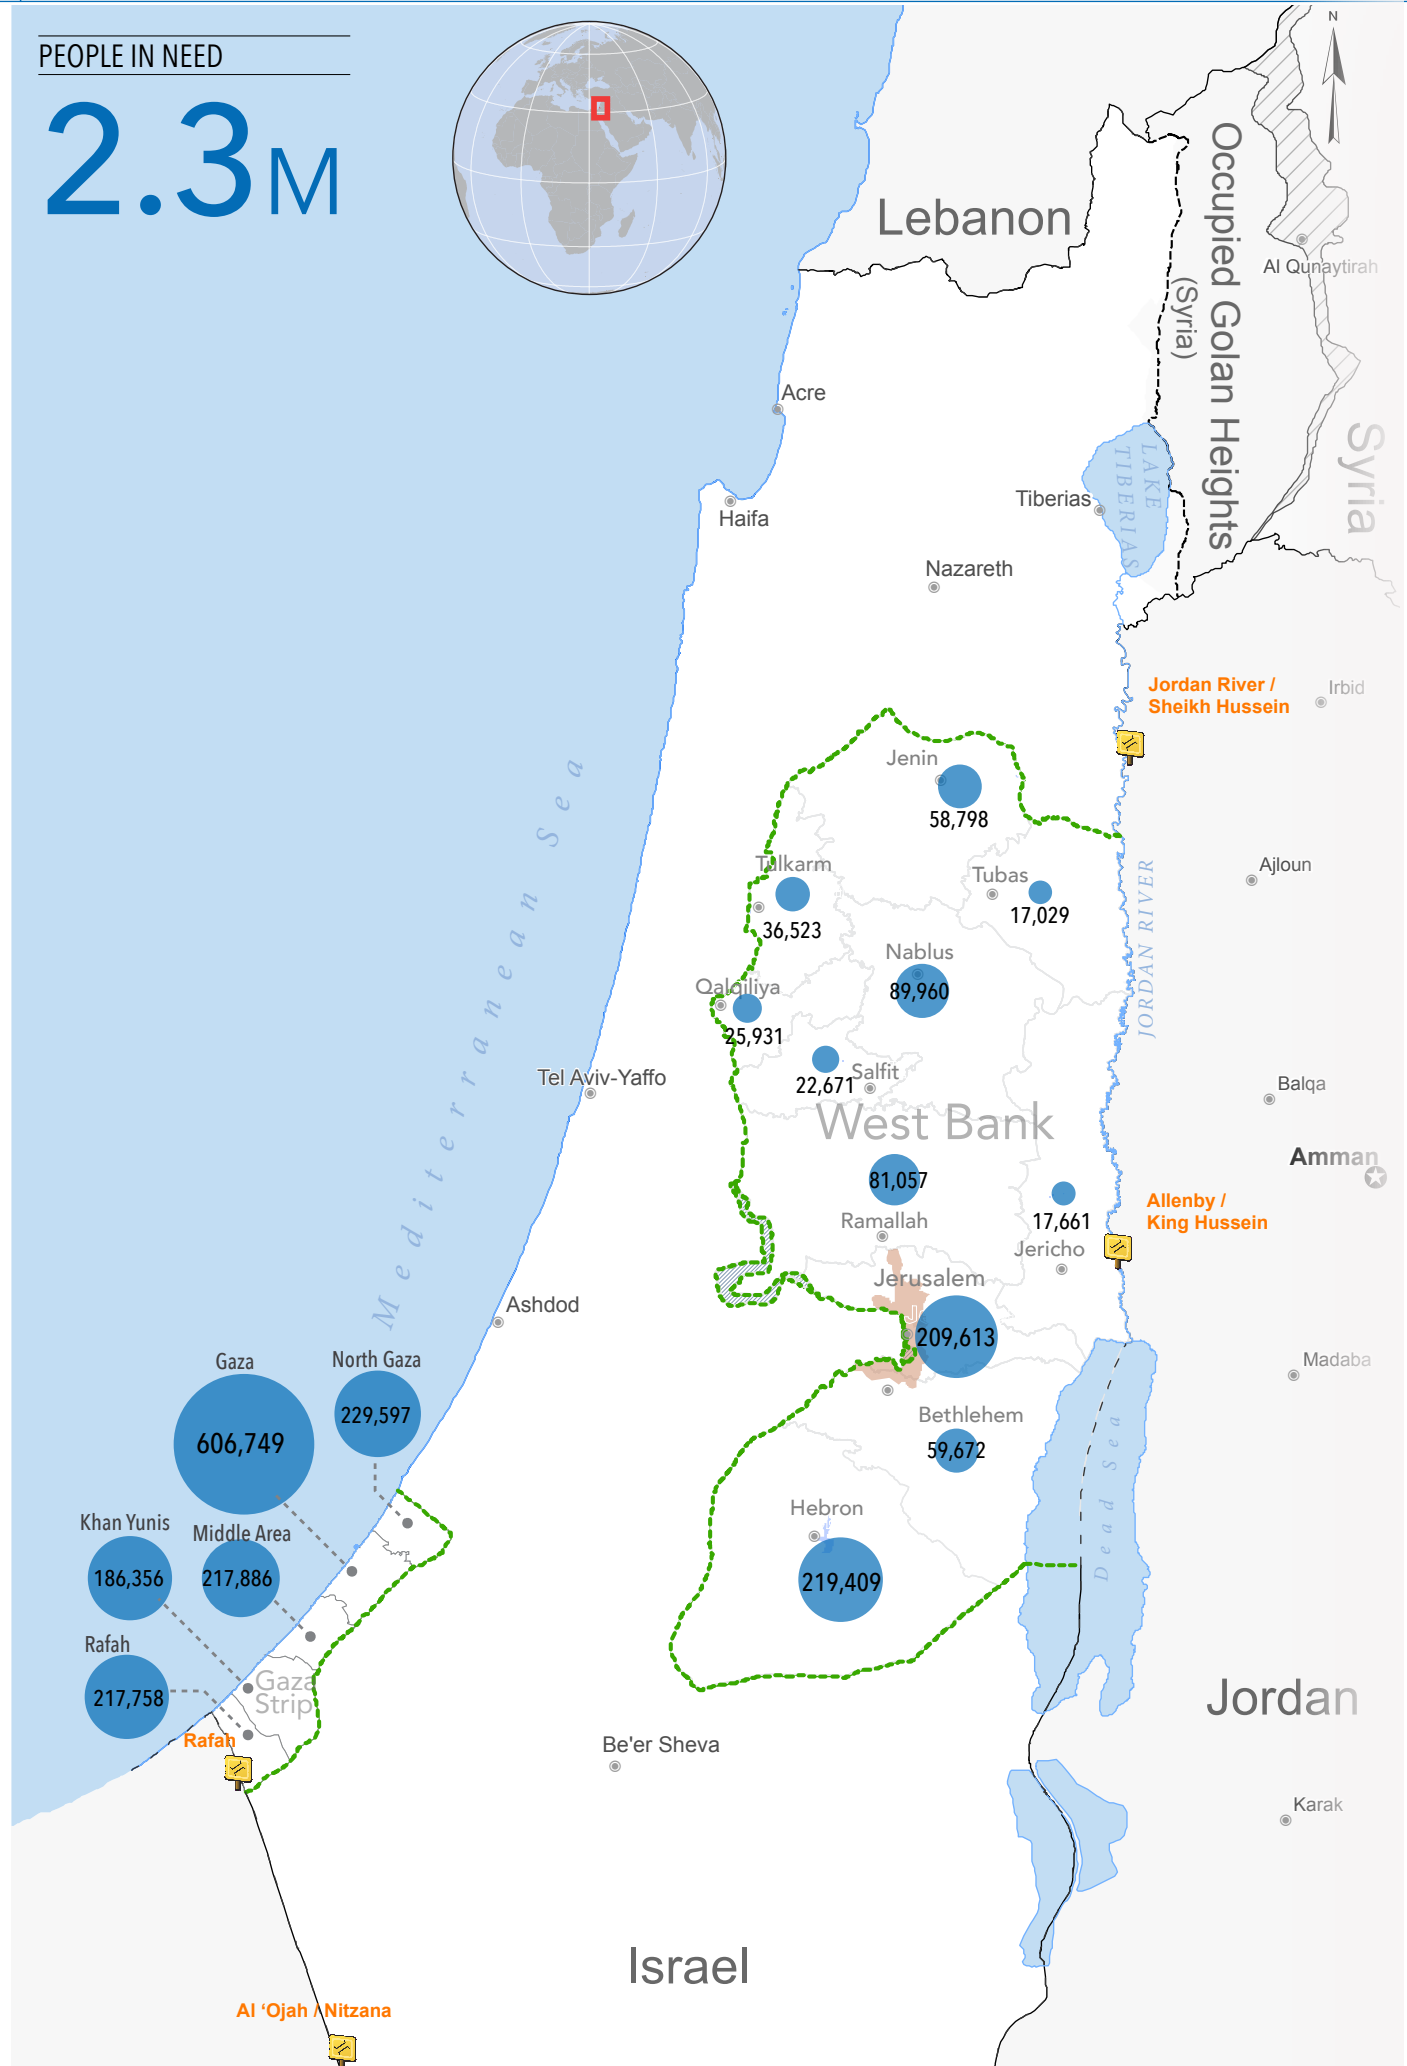 PEOPLE IN NEED
2.3M
N
Lebanon
Occupied Golan Heights
(Syria)
Al Qunaytirah
Syria
Acre
LAKE
TIBERIAS
Tiberias
Haifa
Nazareth
Jordan River /
Sheikh Hussein
Irbid
Jenin
58,798
Mediterranean Sea
Tulkarm
36,523
Tubas
17,029
Ajloun
JORDAN RIVER
Nablus
89,960
Qalqiliya
25,931
22,671
Salfit
Tel Aviv-Yaffo
Balqa
West Bank
Amman
81,057
Ramallah
17,661
Jericho
Allenby /
King Hussein
Jerusalem
J
209,613
Ashdod
Madaba
Gaza
606,749
North Gaza
229,597
Bethlehem
59,672
Dead Sea
Hebron
219,409
Khan Yunis
186,356
Middle Area
217,886
Rafah
217,758
Gaza
Strip
Rafah
Jordan
Be'er Sheva
Karak
Israel
Al ‘Ojah / Nitzana